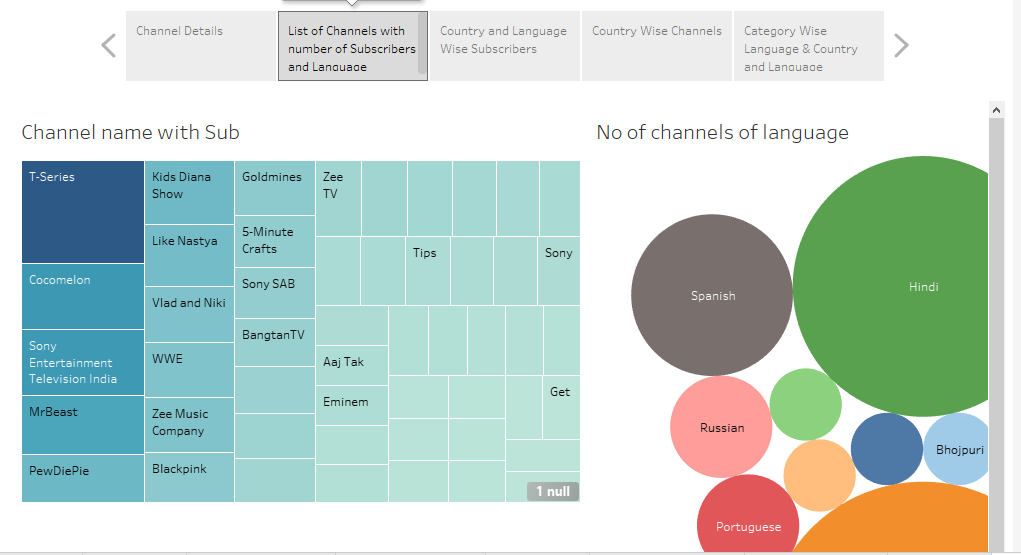 Channel Details
List of Channels with
number of Subscribers
and Language
Country and Language
Wise Subscribers
Country Wise Channels
Category Wise
Language & Country
and Language
Channel name with Sub
No of channels of language
T-Series
Cocomelon
Sony
Entertainment
Television India
MrBeast
PewDiePie
Kids Diana
Show
Like Nastya
Vlad and Niki
WWE
Zee Music
Company
Blackpink
Goldmines
5-Minute
Crafts
Sony SAB
BangtanTV
Zee
TV
Tips
Sony
Aaj Tak
Eminem
Get
1 null
Spanish
Hindi
Russian
Bhojpuri
Portuguese